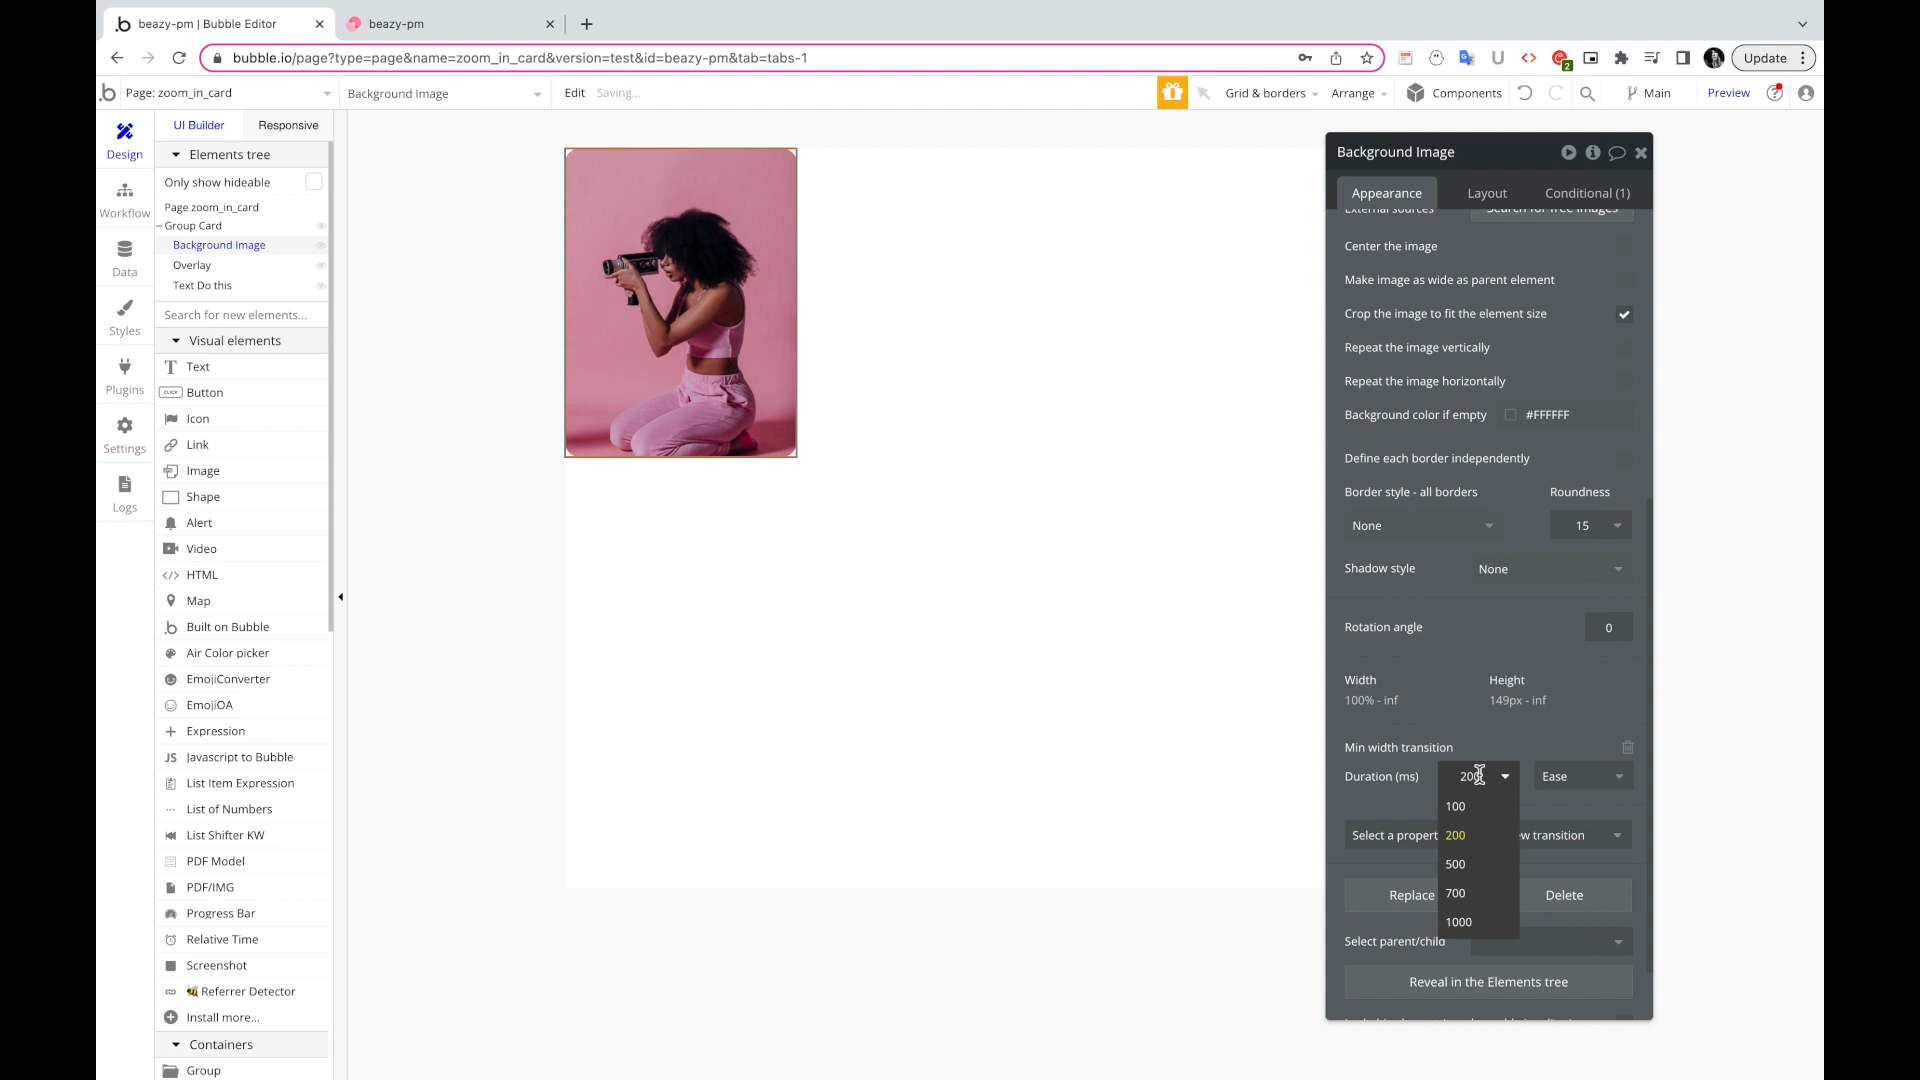 beazy-pm | Bubble Editor
beazy-pm
bubble.io/page?type=page&name=zoom_in_card&version=test&id=beazy-pm&tab=tabs-1
2
Update
Page: zoom_in_card
Background Image
Edit
Saving...
Grid & borders
Arrange
Components
Main
Preview
Design
Workflow
Data
Styles
Plugins
Settings
Logs
UI Builder
Responsive
Elements tree
Only show hideable
Page zoom_in_card
Group Card
Background Image
Overlay
Text Do this
Search for new elements...
Visual elements
Text
CLICK Button
Icon
Link
Image
Shape
Alert
Video
</> HTML
Map
Built on Bubble
Air Color picker
EmojiConverter
EmojiOA
Expression
JS Javascript to Bubble
List Item Expression
List of Numbers
List Shifter KW
PDF Model
PDF/IMG
Progress Bar
Relative Time
Screenshot
🐝 Referrer Detector
Install more...
Containers
Group
Background Image
Appearance
Layout
Conditional (1)
External sources
Search for free images
Center the image
Make image as wide as parent element
Crop the image to fit the element size
Repeat the image vertically
Repeat the image horizontally
Background color if empty
#FFFFFF
Define each border independently
Border style - all borders
Roundness
None
15
Shadow style
None
Rotation angle
0
Width
Height
100% - inf
149px - inf
Min width transition
Duration (ms)
200
Ease
100
200
500
700
1000
Select a propert
w transition
Replace
Delete
Select parent/child
Reveal in the Elements tree